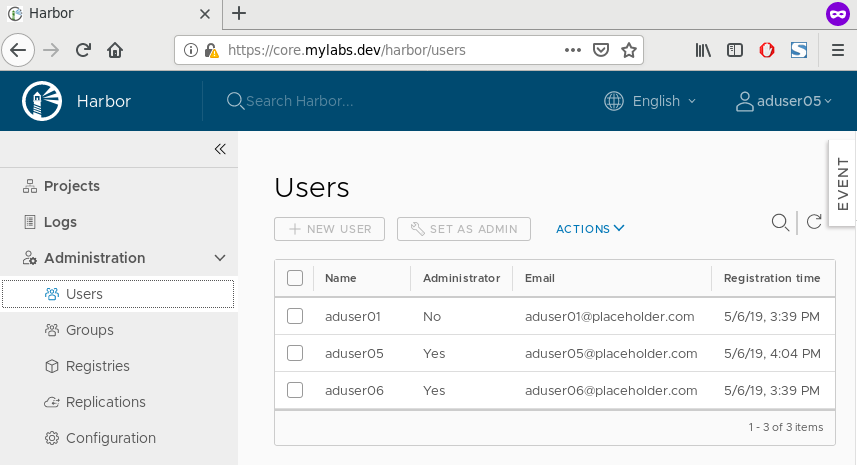 Harbor
https://core.mylabs.dev/harbor/users
Harbor
Search Harbor...
English
aduser05
EVENT
Projects
Logs
Administration
Users
Groups
Registries
Replications
Configuration
Users
NEW USER
SET AS ADMIN
ACTIONS
Name Administrator Email Registration time
aduser01 No aduser01@placeholder.com 5/6/19, 3:39 PM
aduser05 Yes aduser05@placeholder.com 5/6/19, 4:04 PM
aduser06 Yes aduser06@placeholder.com 5/6/19, 3:39 PM
1 - 3 of 3 items